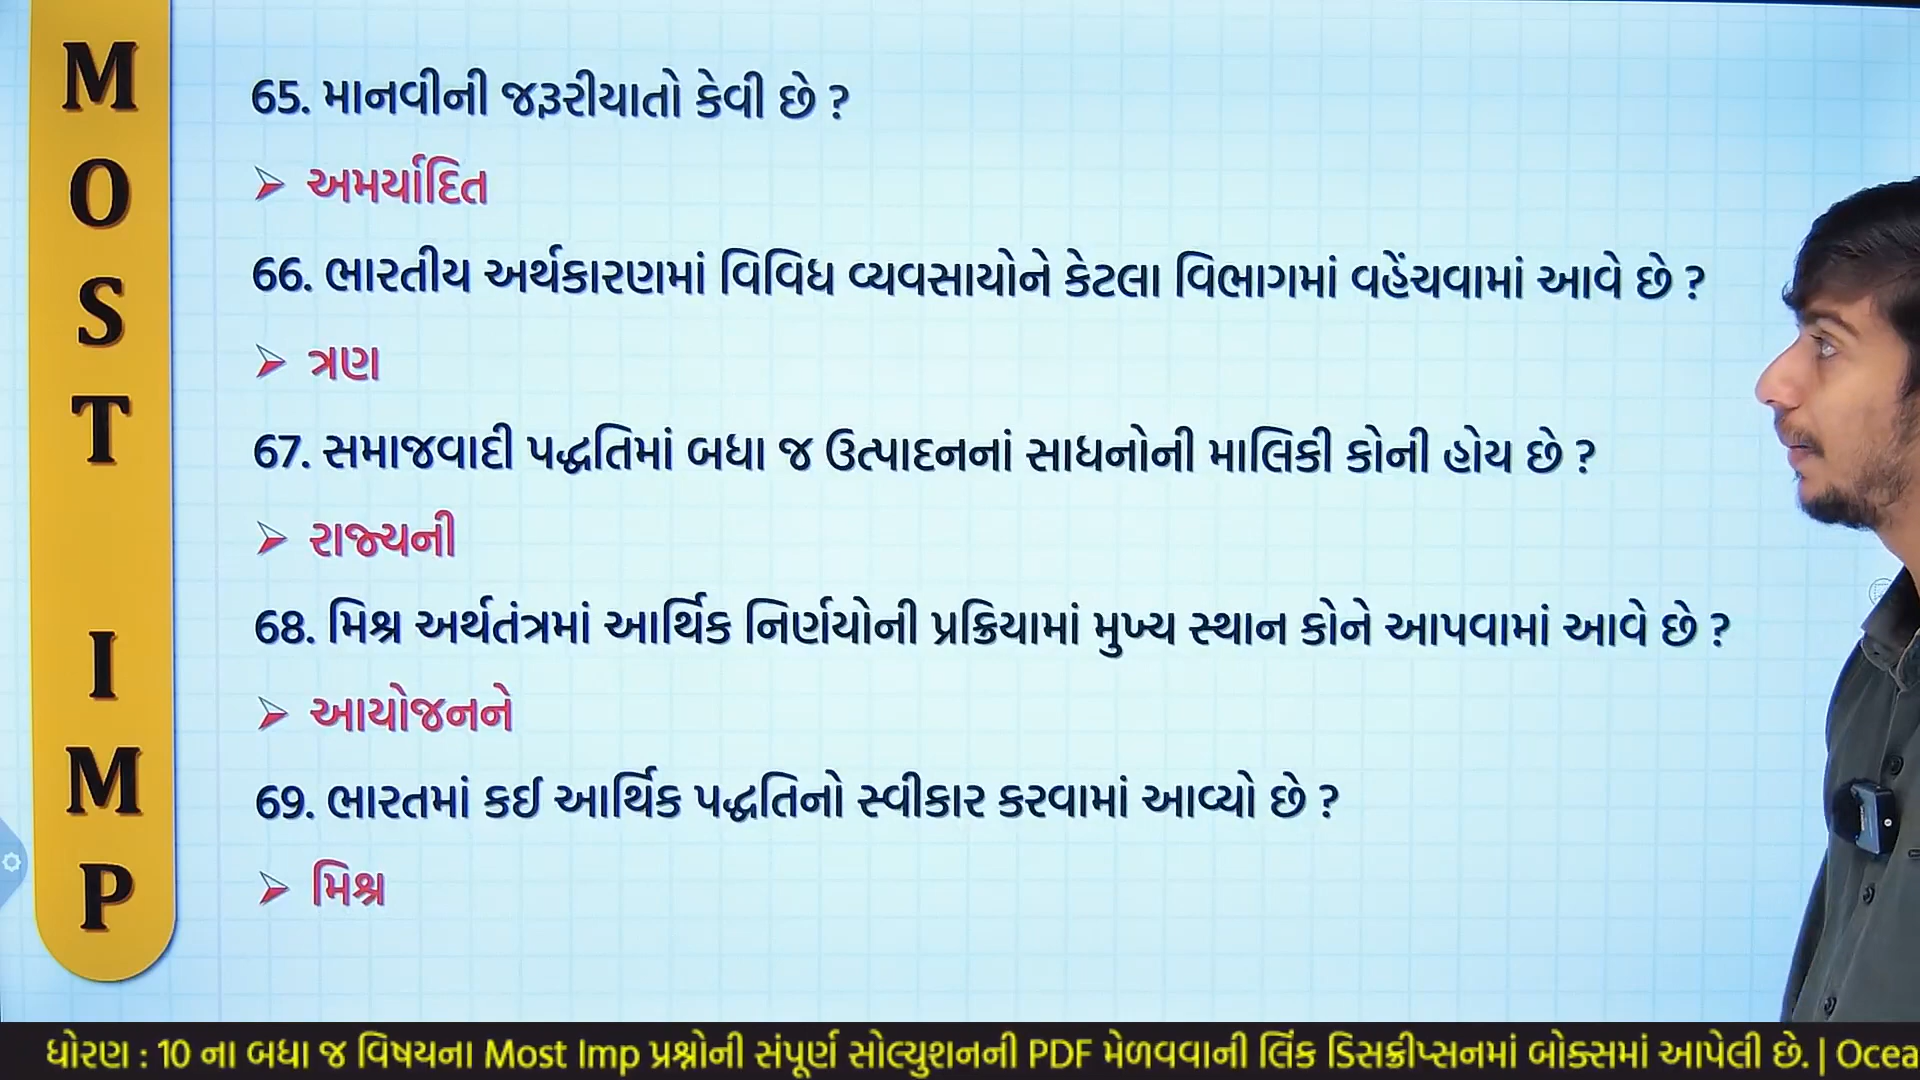 MOST IMP
65. માનવીની જરૂરીયાતો કેવી છે ?
➢ અમર્યાદિત
66. ભારતીય અર્થકારણમાં વિવિધ વ્યવસાયોને કેટલા વિભાગમાં વહેંચવામાં આવે છે ?
➢ ત્રણ
67. સમાજવાદી પદ્ધતિમાં બધા જ ઉત્પાદનનાં સાધનોની માલિકી કોની હોય છે ?
➢ રાજ્યની
68. મિશ્ર અર્થતંત્રમાં આર્થિક નિર્ણયોની પ્રક્રિયામાં મુખ્ય સ્થાન કોને આપવામાં આવે છે ?
➢ આયોજનને
69. ભારતમાં કઈ આર્થિક પદ્ધતિનો સ્વીકાર કરવામાં આવ્યો છે ?
➢ મિશ્ર
ધોરણ : 10 ના બધા જ વિષયના Most Imp પ્રશ્નોની સંપૂર્ણ સોલ્યુશનની PDF મેળવવાની લિંક ડિસક્રીપ્સનમાં બોક્સમાં આપેલી છે. | Ocea